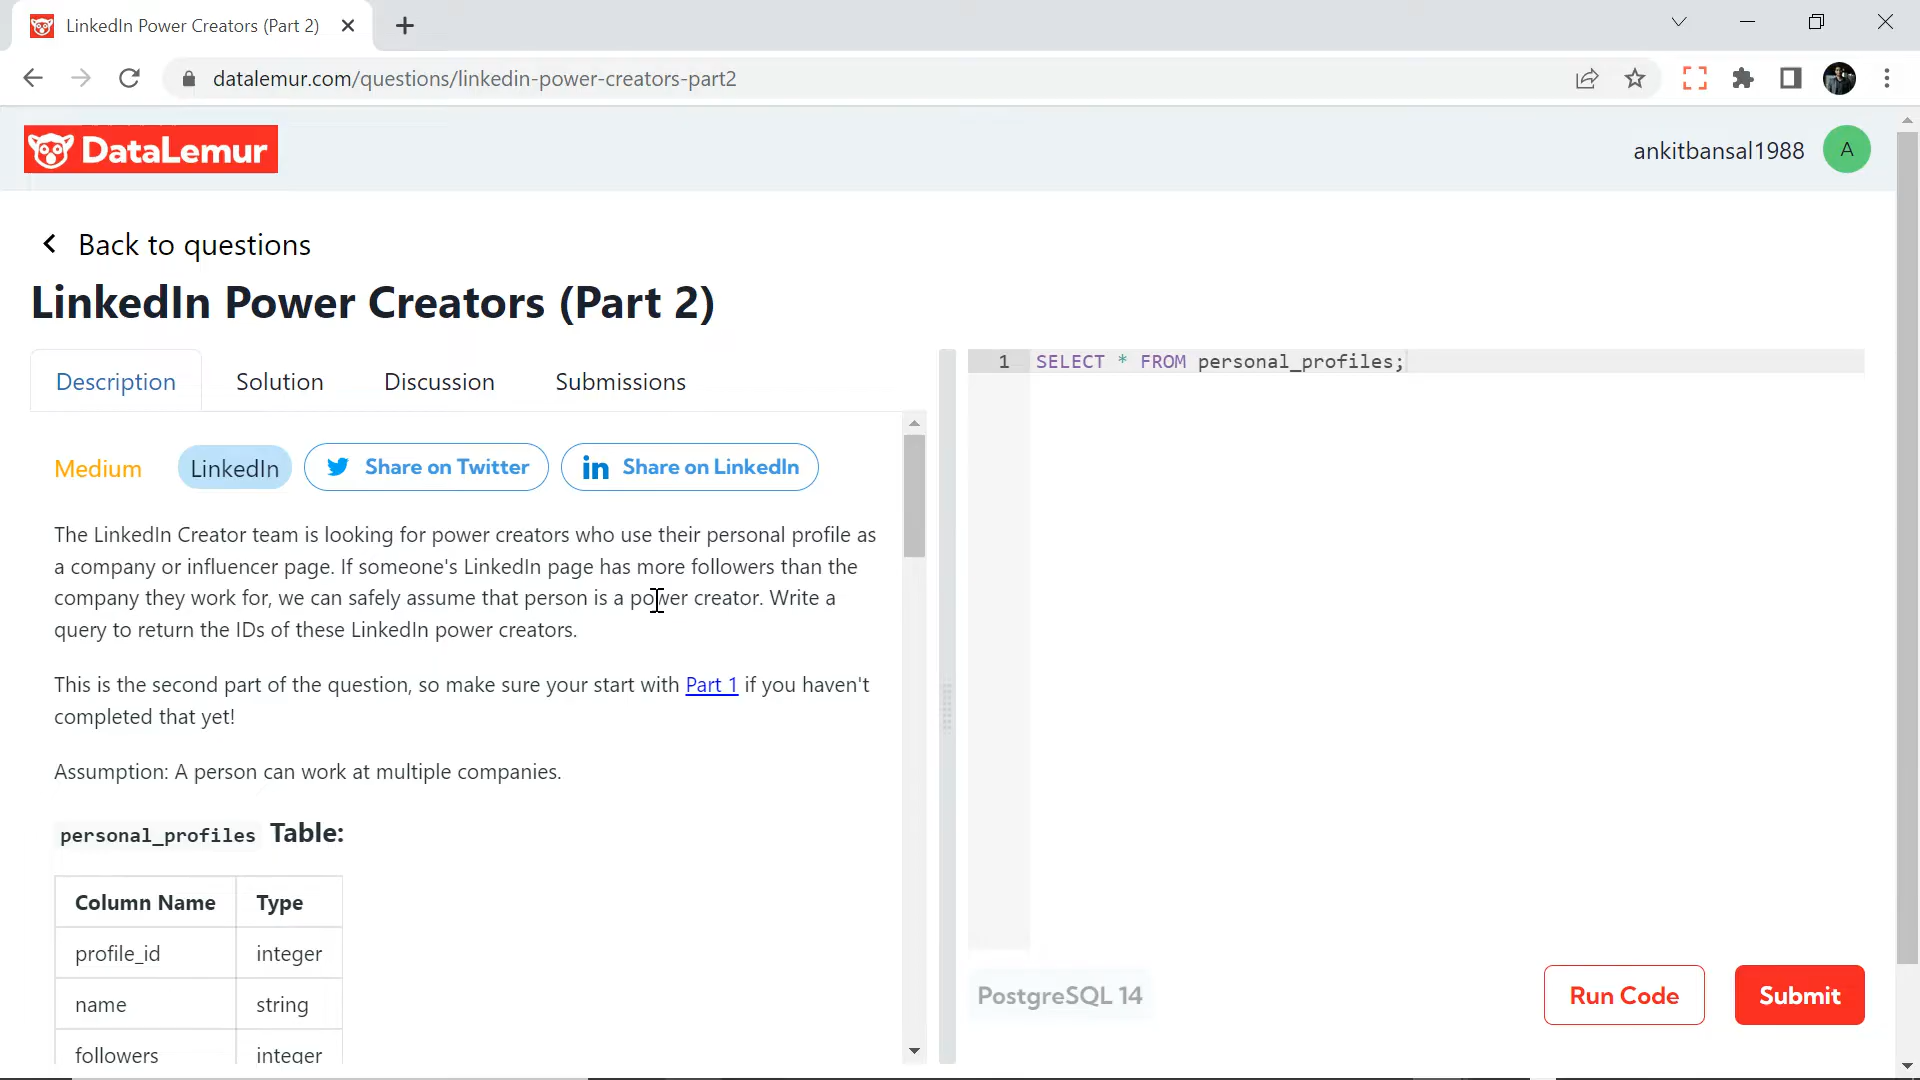 LinkedIn Power Creators (Part 2)
datalemur.com/questions/linkedin-power-creators-part2
DataLemur
ankitbansal1988
A
Back to questions
LinkedIn Power Creators (Part 2)
Description Solution Discussion Submissions
Medium LinkedIn Share on Twitter in Share on LinkedIn
The LinkedIn Creator team is looking for power creators who use their personal profile as
a company or influencer page. If someone's LinkedIn page has more followers than the
company they work for, we can safely assume that person is a power creator. Write a
query to return the IDs of these LinkedIn power creators.
This is the second part of the question, so make sure your start with Part 1 if you haven't
completed that yet!
Assumption: A person can work at multiple companies.
personal_profiles Table:
Column Name Type
profile_id integer
name string
followers integer
1 SELECT * FROM personal_profiles;
PostgreSQL 14
Run Code
Submit